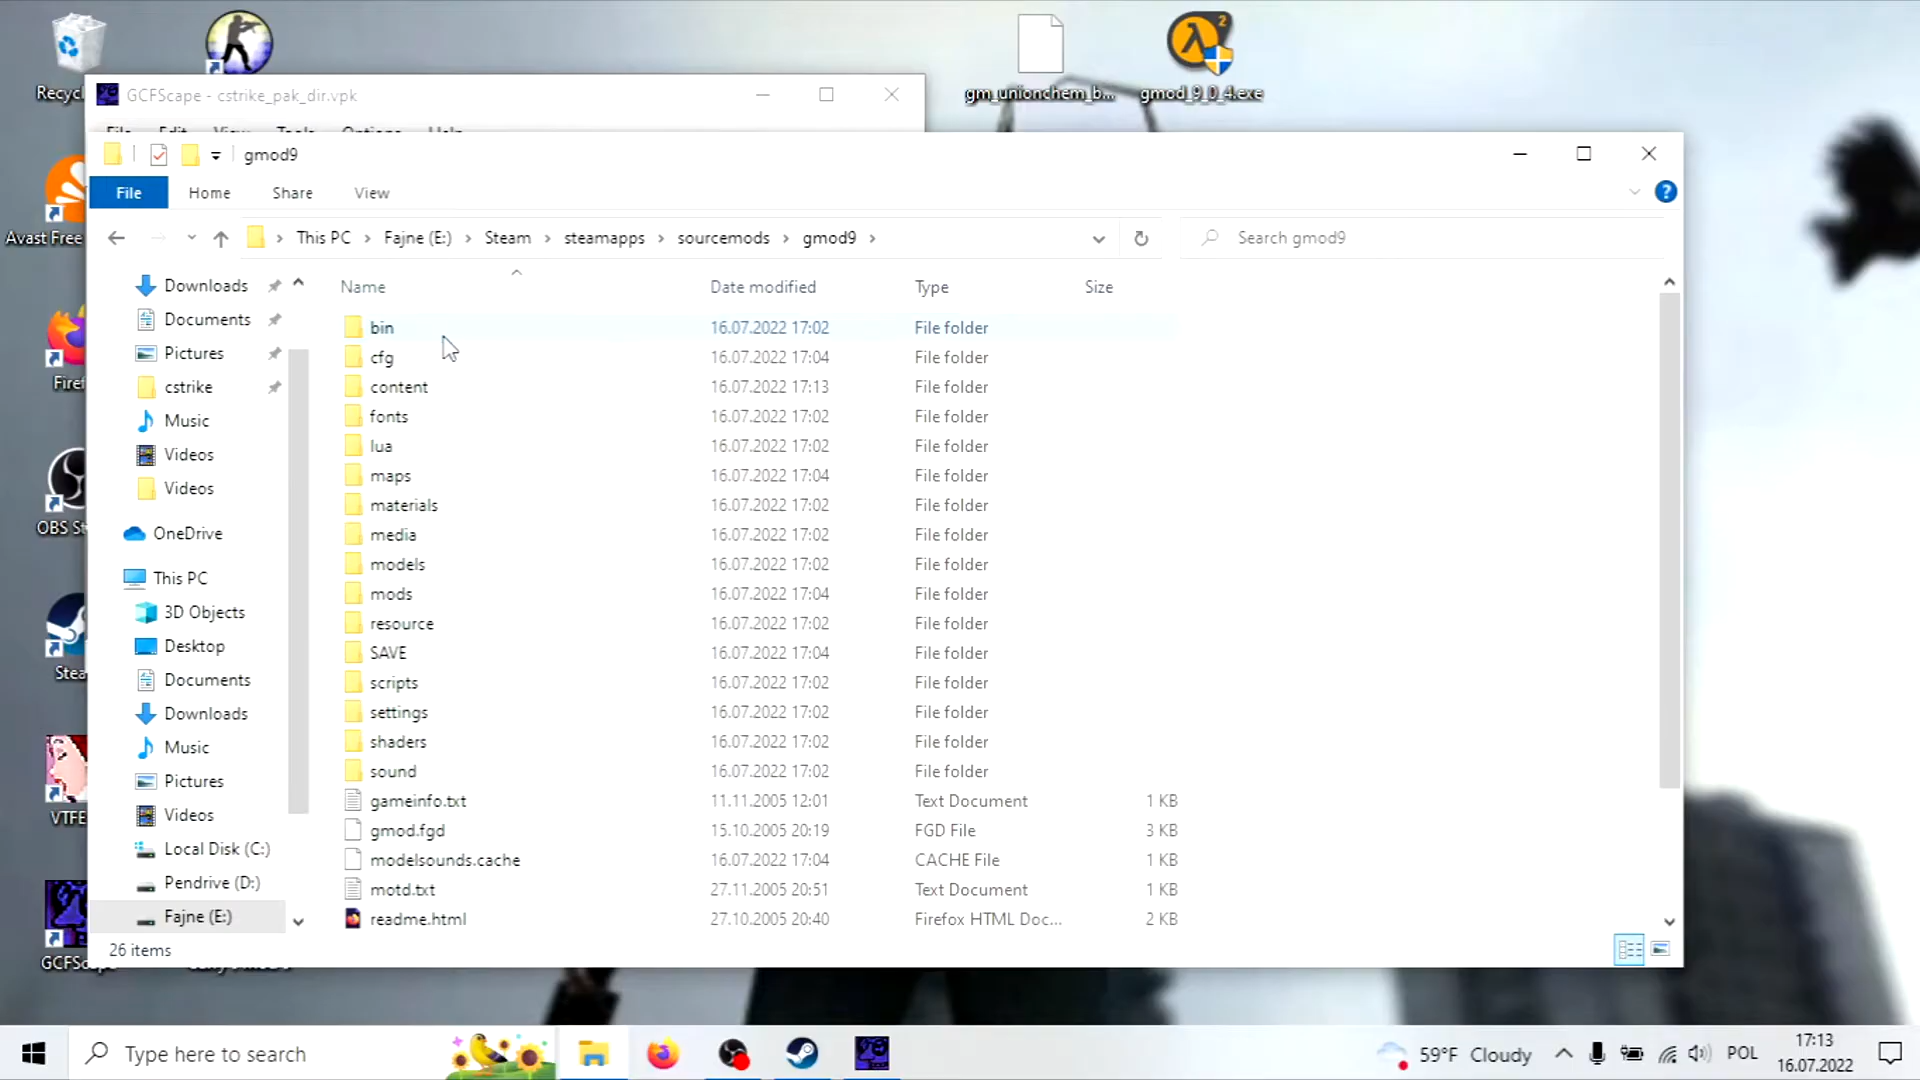 Recycl
gm_unionchem_b...
gmod_9_0_4.exe
GCFScape - cstrike_pak_dir.vpk
File Edit View Tools Options Help
gmod9
File Home Share View
This PC Fajne (E:) Steam steamapps sourcemods gmod9
Search gmod9
Avast Free
Firef
OBS St
Stea
VTFE
GCFSc
Downloads
Documents
Pictures
cstrike
Music
Videos
Videos
OneDrive
This PC
3D Objects
Desktop
Documents
Downloads
Music
Pictures
Videos
Local Disk (C:)
Pendrive (D:)
Fajne (E:)
Name Date modified Type Size
bin 16.07.2022 17:02 File folder
cfg 16.07.2022 17:04 File folder
content 16.07.2022 17:13 File folder
fonts 16.07.2022 17:02 File folder
lua 16.07.2022 17:02 File folder
maps 16.07.2022 17:04 File folder
materials 16.07.2022 17:02 File folder
media 16.07.2022 17:02 File folder
models 16.07.2022 17:02 File folder
mods 16.07.2022 17:04 File folder
resource 16.07.2022 17:02 File folder
SAVE 16.07.2022 17:04 File folder
scripts 16.07.2022 17:02 File folder
settings 16.07.2022 17:02 File folder
shaders 16.07.2022 17:02 File folder
sound 16.07.2022 17:02 File folder
gameinfo.txt 11.11.2005 12:01 Text Document 1 KB
gmod.fgd 15.10.2005 20:19 FGD File 3 KB
modelsounds.cache 16.07.2022 17:04 CACHE File 1 KB
motd.txt 27.11.2005 20:51 Text Document 1 KB
readme.html 27.10.2005 20:40 Firefox HTML Doc... 2 KB
26 items
Type here to search
59°F Cloudy
POL
17:13
16.07.2022